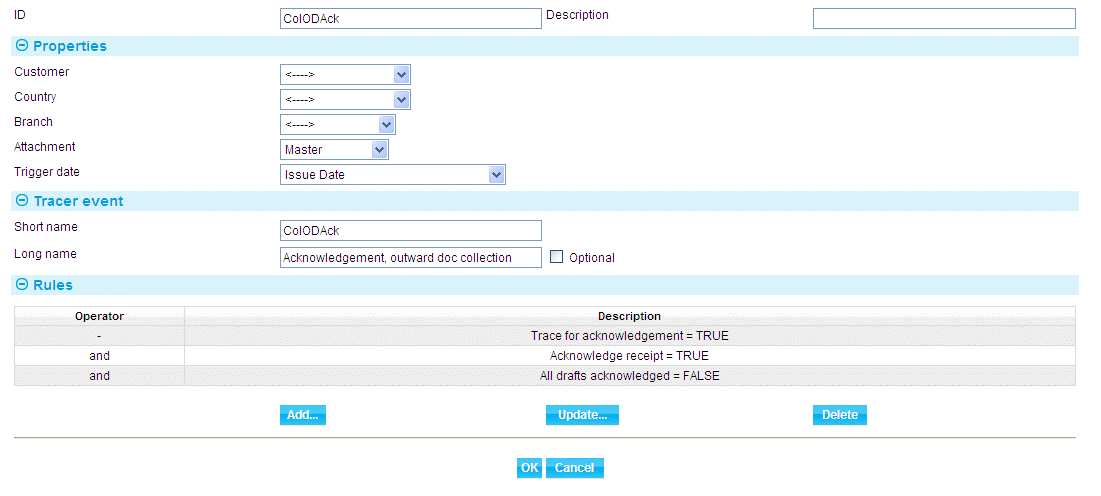 ID ColODAck Description
Properties
Customer <---->
Country <---->
Branch <---->
Attachment Master
Trigger date Issue Date
Tracer event
Short name ColODAck
Long name Acknowledgement, outward doc collection Optional
Rules
Operator Description
- Trace for acknowledgement = TRUE
and Acknowledge receipt = TRUE
and All drafts acknowledged = FALSE
Add... Update... Delete
OK Cancel